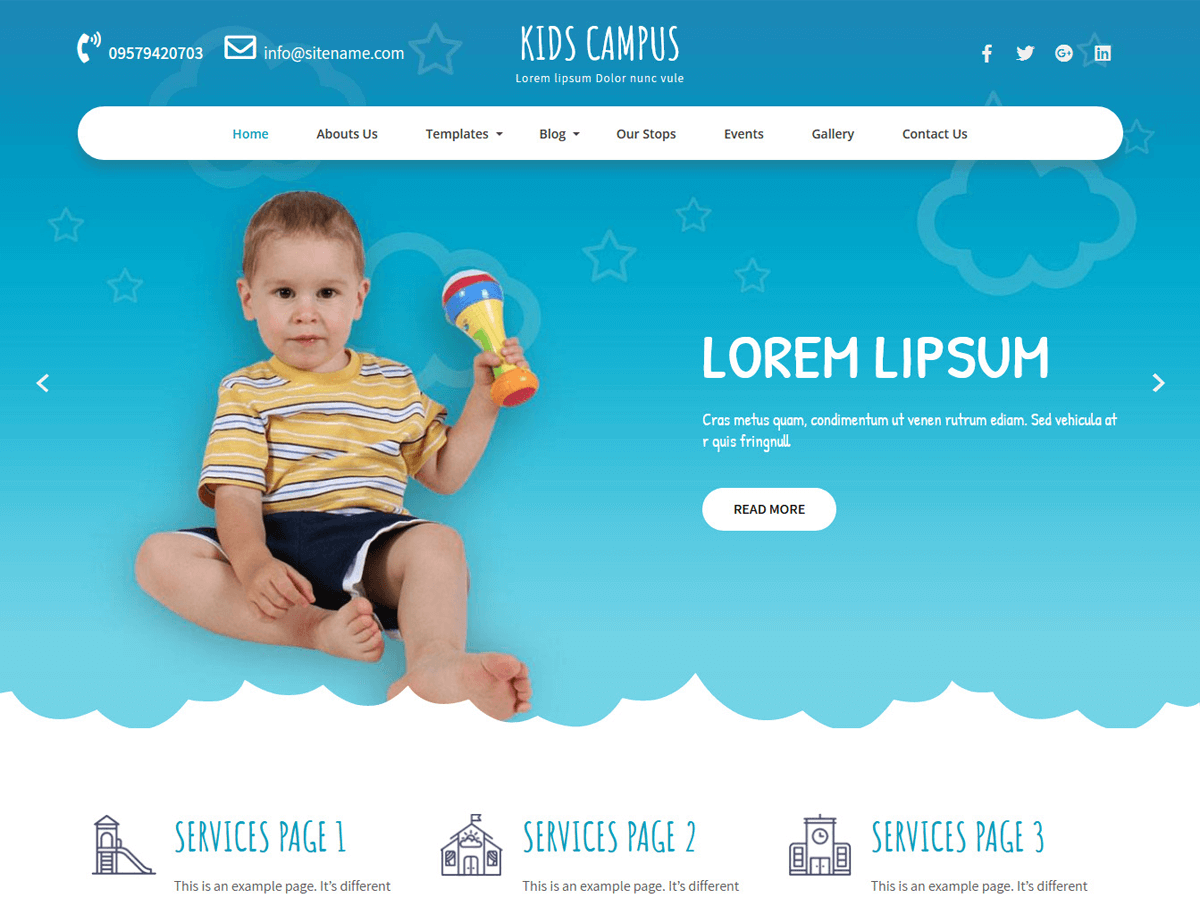 09579420703
info@sitename.com
KIDS CAMPUS
Lorem Iipsum Dolor nunc vule
Home
Abouts Us
Templates
Blog
Our Stops
Events
Gallery
Contact Us
LOREM LIPSUM
Cras metus quam, condimentum ut venen rutrum ediam. Sed vehicula at
r quis fringnull
READ MORE
SERVICES PAGE 1
This is an example page. It’s different
SERVICES PAGE 2
This is an example page. It’s different
SERVICES PAGE 3
This is an example page. It’s different